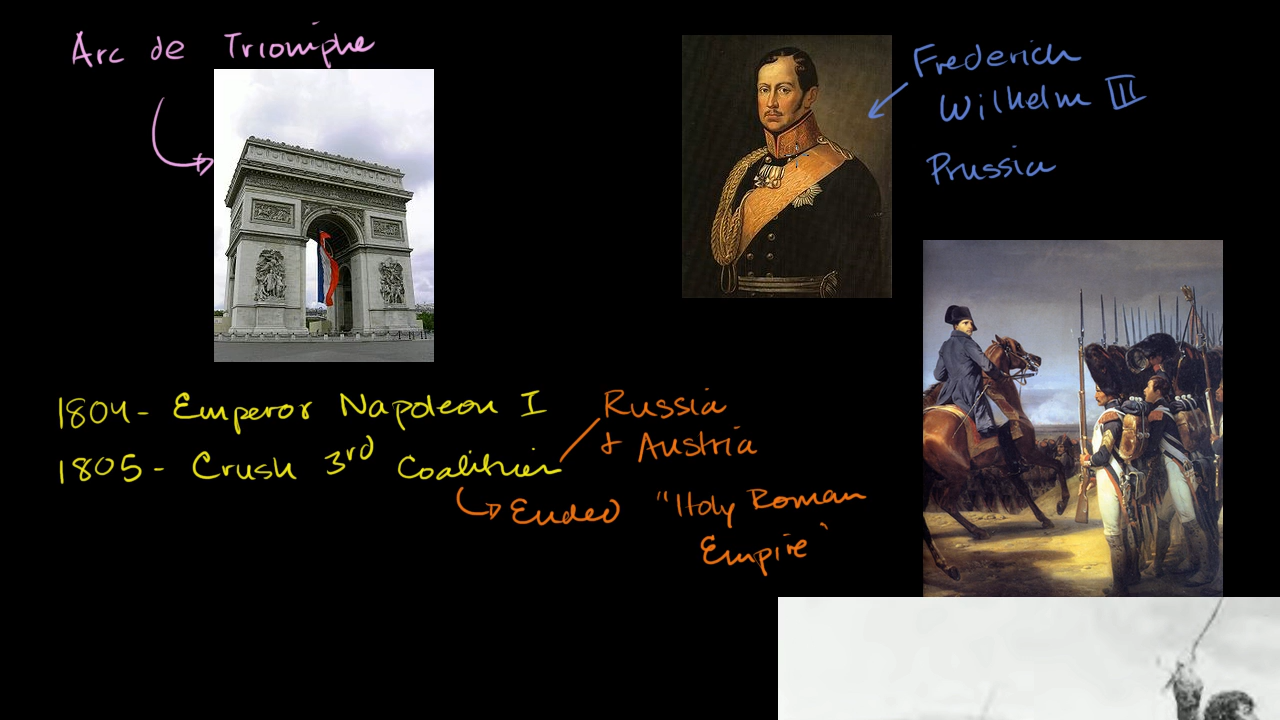 Arc de Triomphe
Frederich
Wilhelm III
Prussia
1804- Emperor Napoleon I
1805- Crush 3rd Coalition
Russia
& Austria
Ended "Holy Roman
Empire"